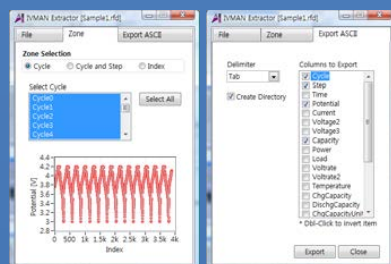 IVMAN Extractor [Sample1.rfd]
File Zone Export ASCII
Zone Selection
Cycle Cycle and Step Index
Select Cycle
Cycle0
Cycle1
Cycle2
Cycle3
Cycle4
Select All
Potential [V]
4.4
4.2
4
3.8
3.6
3.4
3.2
3
2.8
0 500 1k 1.5k 2k 2.5k 3k 3.5k 4k
Index
IVMAN Extractor [Sample1.rfd]
File Zone Export ASCII
Delimiter
Tab
Create Directory
Columns to Export
Cycle
Step
Time
Potential
Current
Voltage2
Voltage3
Capacity
Power
Load
Voltrate
Voltrate2
Temperature
ChgCapacity
DischgCapacity
ChgCapacityUnit
* Dbl-Click to invert item
Export Close